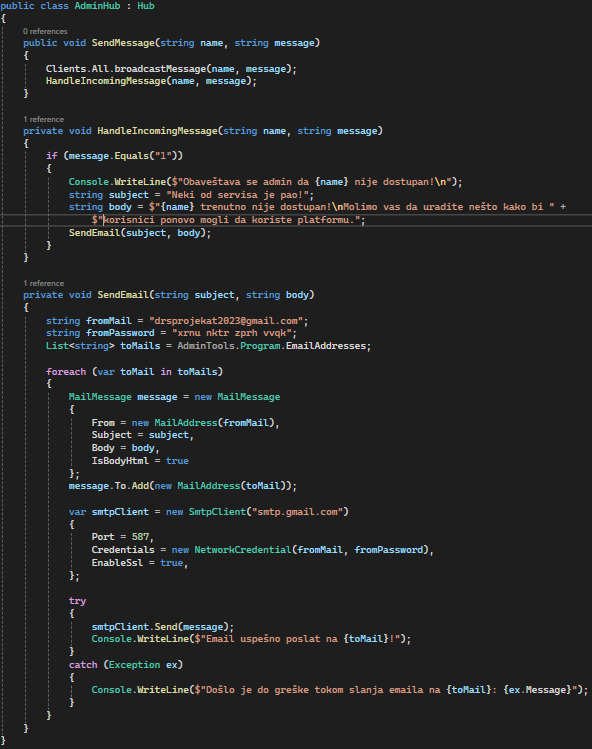 public class AdminHub : Hub
{
0 references
public void SendMessage(string name, string message)
{
Clients.All.broadcastMessage(name, message);
HandleIncomingMessage(name, message);
}
1 reference
private void HandleIncomingMessage(string name, string message)
{
if (message.Equals("1"))
{
Console.WriteLine($"Obaveštava se admin da {name} nije dostupan!\n");
string subject = "Neki od servisa je pao!";
string body = $"{name} trenutno nije dostupan!\nMolimo vas da uradite nešto kako bi " +
$"korisnici ponovo mogli da koriste platformu.";
SendEmail(subject, body);
}
}
1 reference
private void SendEmail(string subject, string body)
{
string fromMail = "drsprojekat2023@gmail.com";
string fromPassword = "xrnu nktr zprh vvqk";
List<string> toMails = AdminTools.Program.EmailAddresses;
foreach (var toMail in toMails)
{
MailMessage message = new MailMessage
{
From = new MailAddress(fromMail),
Subject = subject,
Body = body,
IsBodyHtml = true
};
message.To.Add(new MailAddress(toMail));
var smtpClient = new SmtpClient("smtp.gmail.com")
{
Port = 587,
Credentials = new NetworkCredential(fromMail, fromPassword),
EnableSsl = true,
};
try
{
smtpClient.Send(message);
Console.WriteLine($"Email uspešno poslat na {toMail}!");
}
catch (Exception ex)
{
Console.WriteLine($"Došlo je do greške tokom slanja emaila na {toMail}: {ex.Message}");
}
}
}
}